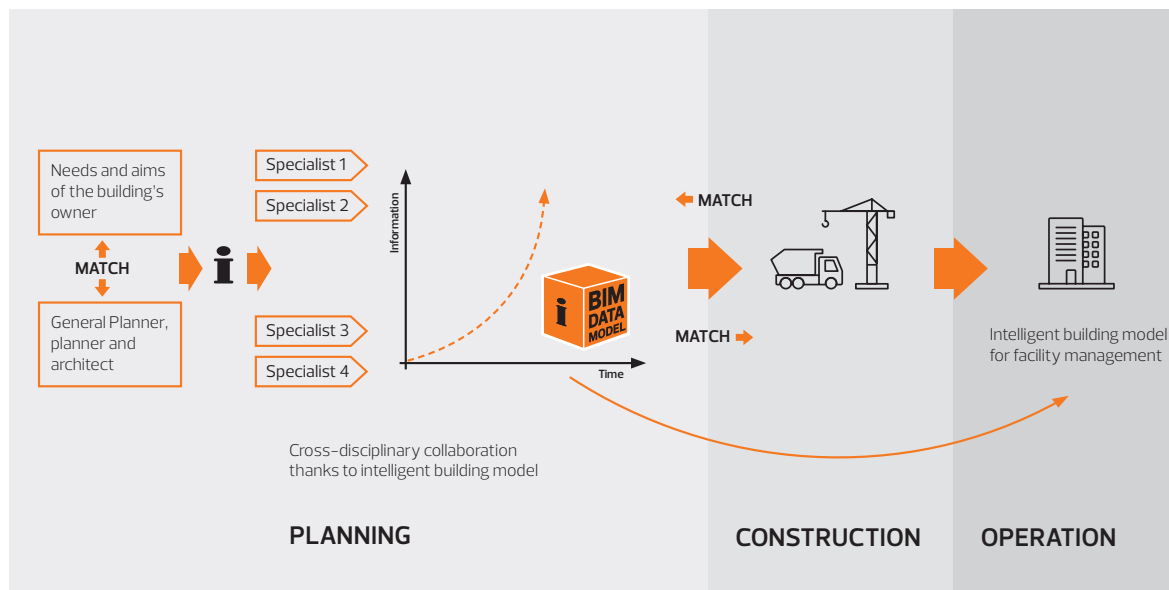 Needs and aims
of the building's
owner
MATCH
General Planner,
planner and
architect
i
Specialist 1
Specialist 2
Specialist 3
Specialist 4
Information
Time
i
BIM
DATA
MODEL
Cross-disciplinary collaboration
thanks to intelligent building model
MATCH
MATCH
Intelligent building model
for facility management
PLANNING
CONSTRUCTION
OPERATION